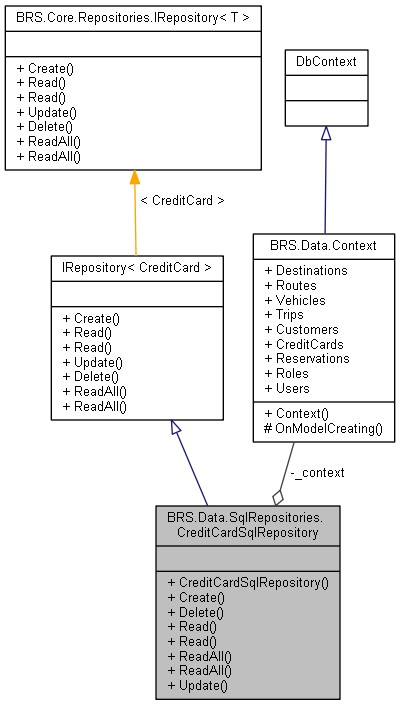 BRS.Core.Repositories.IRepository< T >
+ Create()
+ Read()
+ Read()
+ Update()
+ Delete()
+ ReadAll()
+ ReadAll()
DbContext
< CreditCard >
IRepository< CreditCard >
+ Create()
+ Read()
+ Read()
+ Update()
+ Delete()
+ ReadAll()
+ ReadAll()
BRS.Data.Context
+ Destinations
+ Routes
+ Vehicles
+ Trips
+ Customers
+ CreditCards
+ Reservations
+ Roles
+ Users
+ Context()
# OnModelCreating()
-_context
BRS.Data.SqlRepositories.
CreditCardSqlRepository
+ CreditCardSqlRepository()
+ Create()
+ Delete()
+ Read()
+ Read()
+ ReadAll()
+ ReadAll()
+ Update()